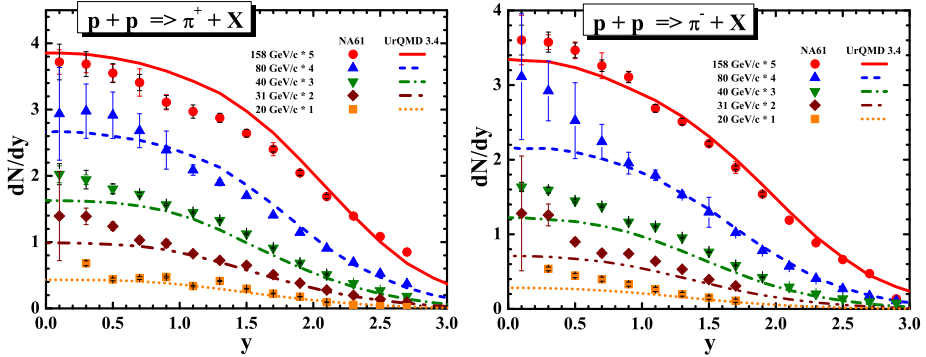 p + p => π⁺ + X
NA61 UrQMD 3.4
158 GeV/c * 5
80 GeV/c * 4
40 GeV/c * 3
31 GeV/c * 2
20 GeV/c * 1
dN/dy
4
3
2
1
0
0.0 0.5 1.0 1.5 2.0 2.5 3.0
y
p + p => π⁻ + X
NA61 UrQMD 3.4
158 GeV/c * 5
80 GeV/c * 4
40 GeV/c * 3
31 GeV/c * 2
20 GeV/c * 1
dN/dy
4
3
2
1
0
0.0 0.5 1.0 1.5 2.0 2.5 3.0
y